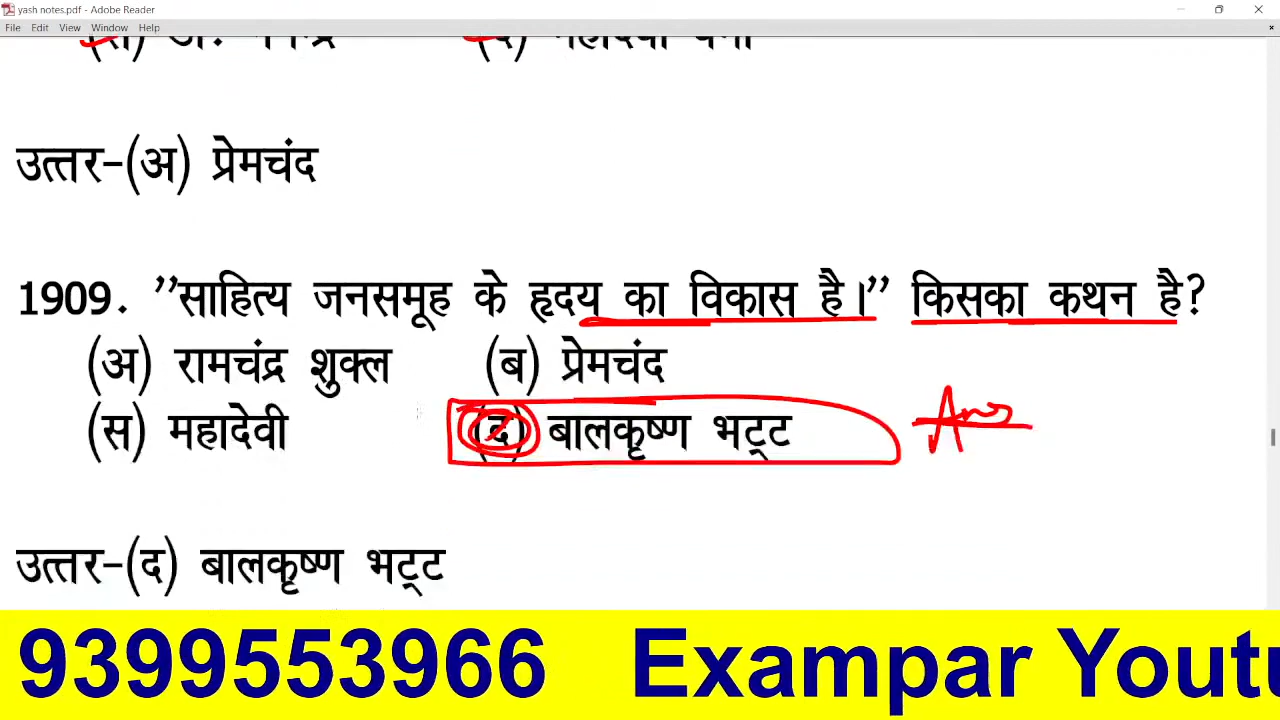 yash notes.pdf - Adobe Reader
File Edit View Window Help
उत्तर-(अ) प्रेमचंद
1909. ’’साहित्य जनसमूह के हृदय का विकास है।’’ किसका कथन है?
(अ) रामचंद्र शुक्ल (ब) प्रेमचंद
(स) महादेवी (द) बालकृष्ण भट्ट Ans
उत्तर-(द) बालकृष्ण भट्ट
9399553966 Exampar Youtu